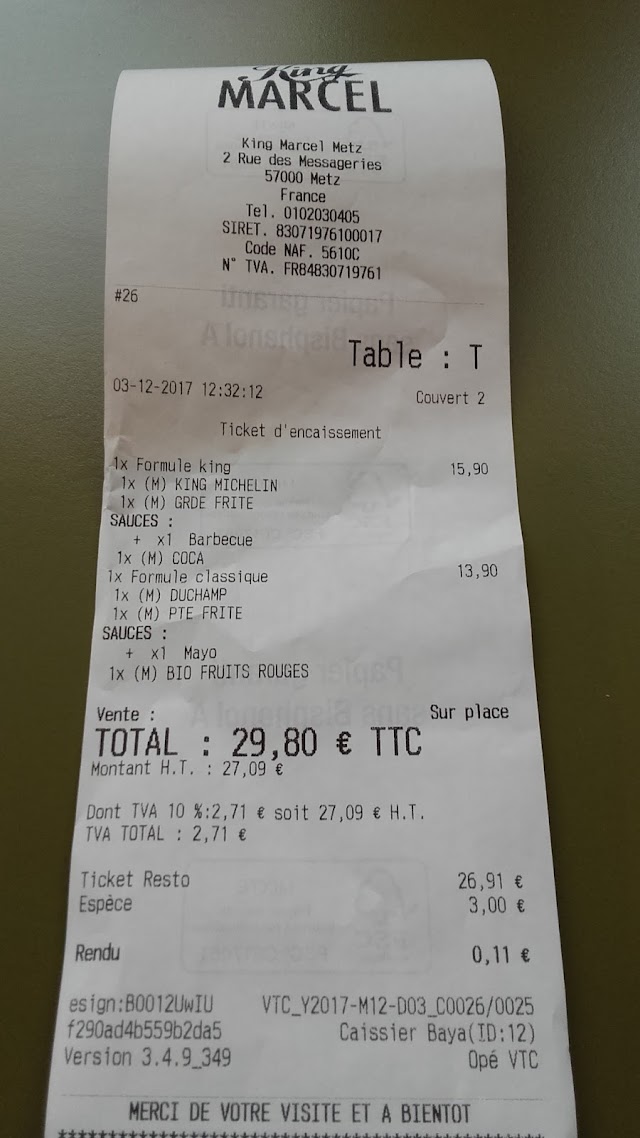 King
MARCEL
King Marcel Metz
2 Rue des Messageries
57000 Metz
France
Tel. 0102030405
SIRET. 83071976100017
Code NAF. 5610C
N° TVA. FR84830719761
#26
Table : T
03-12-2017 12:32:12 Couvert 2
Ticket d'encaissement
1x Formule king 15,90
1x (M) KING MICHELIN
1x (M) GRDE FRITE
SAUCES :
+ x1 Barbecue
1x (M) COCA
1x Formule classique 13,90
1x (M) DUCHAMP
1x (M) PTE FRITE
SAUCES :
+ x1 Mayo
1x (M) BIO FRUITS ROUGES
Vente : Sur place
TOTAL : 29,80 € TTC
Montant H.T. : 27,09 €
Dont TVA 10 %:2,71 € soit 27,09 € H.T.
TVA TOTAL : 2,71 €
Ticket Resto 26,91 €
Espèce 3,00 €
Rendu 0,11 €
esign:B0012UwIU VTC_Y2017-M12-D03_C0026/0025
f290ad4b559b2da5 Caissier Baya(ID:12)
Version 3.4.9_349 Opé VTC
MERCI DE VOTRE VISITE ET A BIENTOT